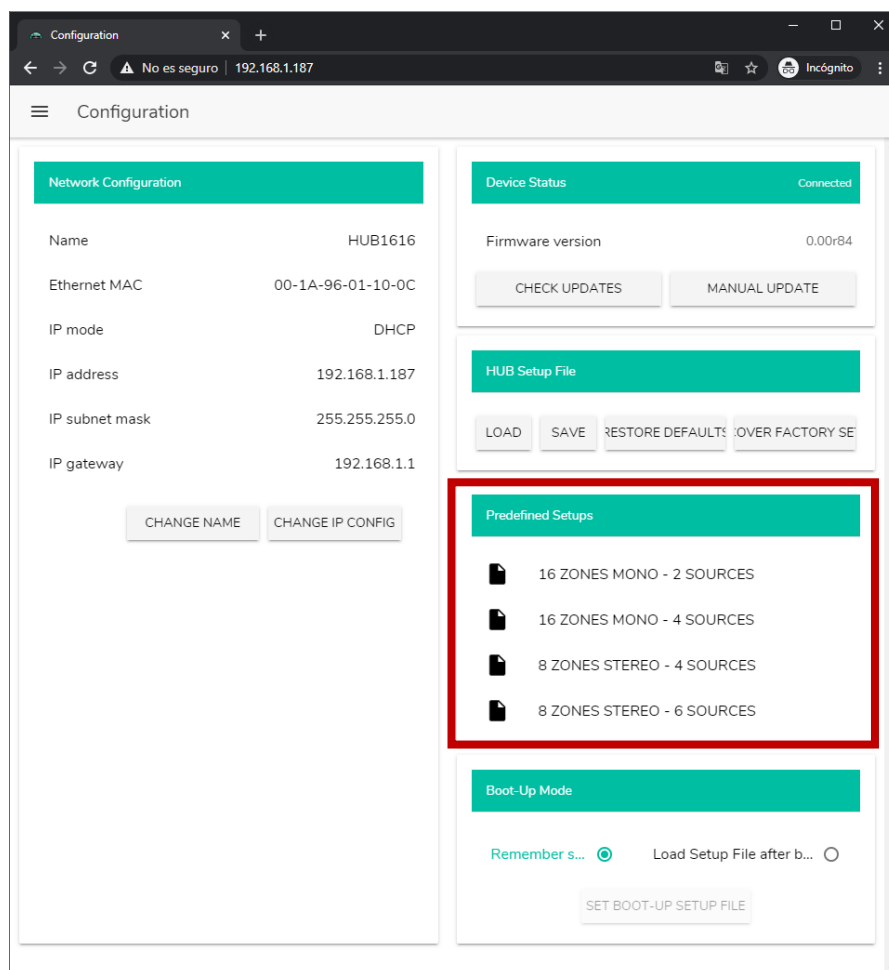 Configuration
No es seguro 192.168.1.187
Incógnito
Configuration
Network Configuration
Name HUB1616
Ethernet MAC 00-1A-96-01-10-0C
IP mode DHCP
IP address 192.168.1.187
IP subnet mask 255.255.255.0
IP gateway 192.168.1.1
CHANGE NAME CHANGE IP CONFIG
Device Status Connected
Firmware version 0.00r84
CHECK UPDATES MANUAL UPDATE
HUB Setup File
LOAD SAVE RESTORE DEFAULTS COVER FACTORY SE
Predefined Setups
16 ZONES MONO - 2 SOURCES
16 ZONES MONO - 4 SOURCES
8 ZONES STEREO - 4 SOURCES
8 ZONES STEREO - 6 SOURCES
Boot-Up Mode
Remember s... Load Setup File after b...
SET BOOT-UP SETUP FILE